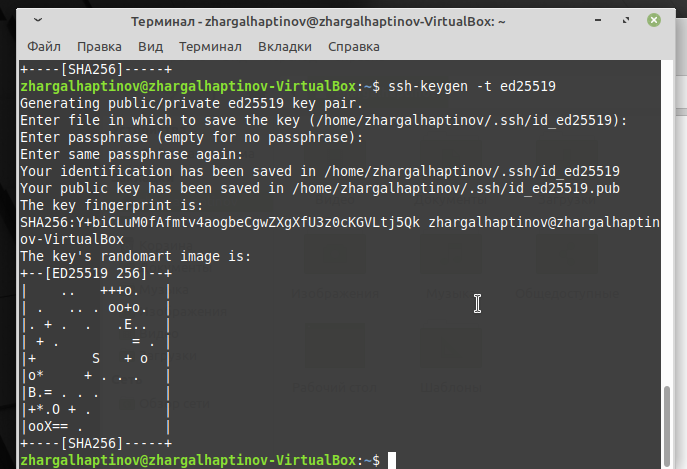 Терминал - zhargalhaptinov@zhargalhaptinov-VirtualBox: ~
Файл Правка Вид Терминал Вкладки Справка
+----[SHA256]-----+
zhargalhaptinov@zhargalhaptinov-VirtualBox:~$ ssh-keygen -t ed25519
Generating public/private ed25519 key pair.
Enter file in which to save the key (/home/zhargalhaptinov/.ssh/id_ed25519):
Enter passphrase (empty for no passphrase):
Enter same passphrase again:
Your identification has been saved in /home/zhargalhaptinov/.ssh/id_ed25519
Your public key has been saved in /home/zhargalhaptinov/.ssh/id_ed25519.pub
The key fingerprint is:
SHA256:Y+biCLuM0fAfmtv4aogbeCgwZXgXfU3z0cKGVLtj5Qk zhargalhaptinov@zhargalhaptin
ov-VirtualBox
The key's randomart image is:
+--[ED25519 256]--+
|    ..   +++o.   |
| .   .. . oo+o.  |
|. + .  .   .E..  |
| + .         = . |
|+       S   + o  |
|o*     + . . .   |
|B.= . . .        |
|+*.O + .         |
|ooX== .          |
+----[SHA256]-----+
zhargalhaptinov@zhargalhaptinov-VirtualBox:~$